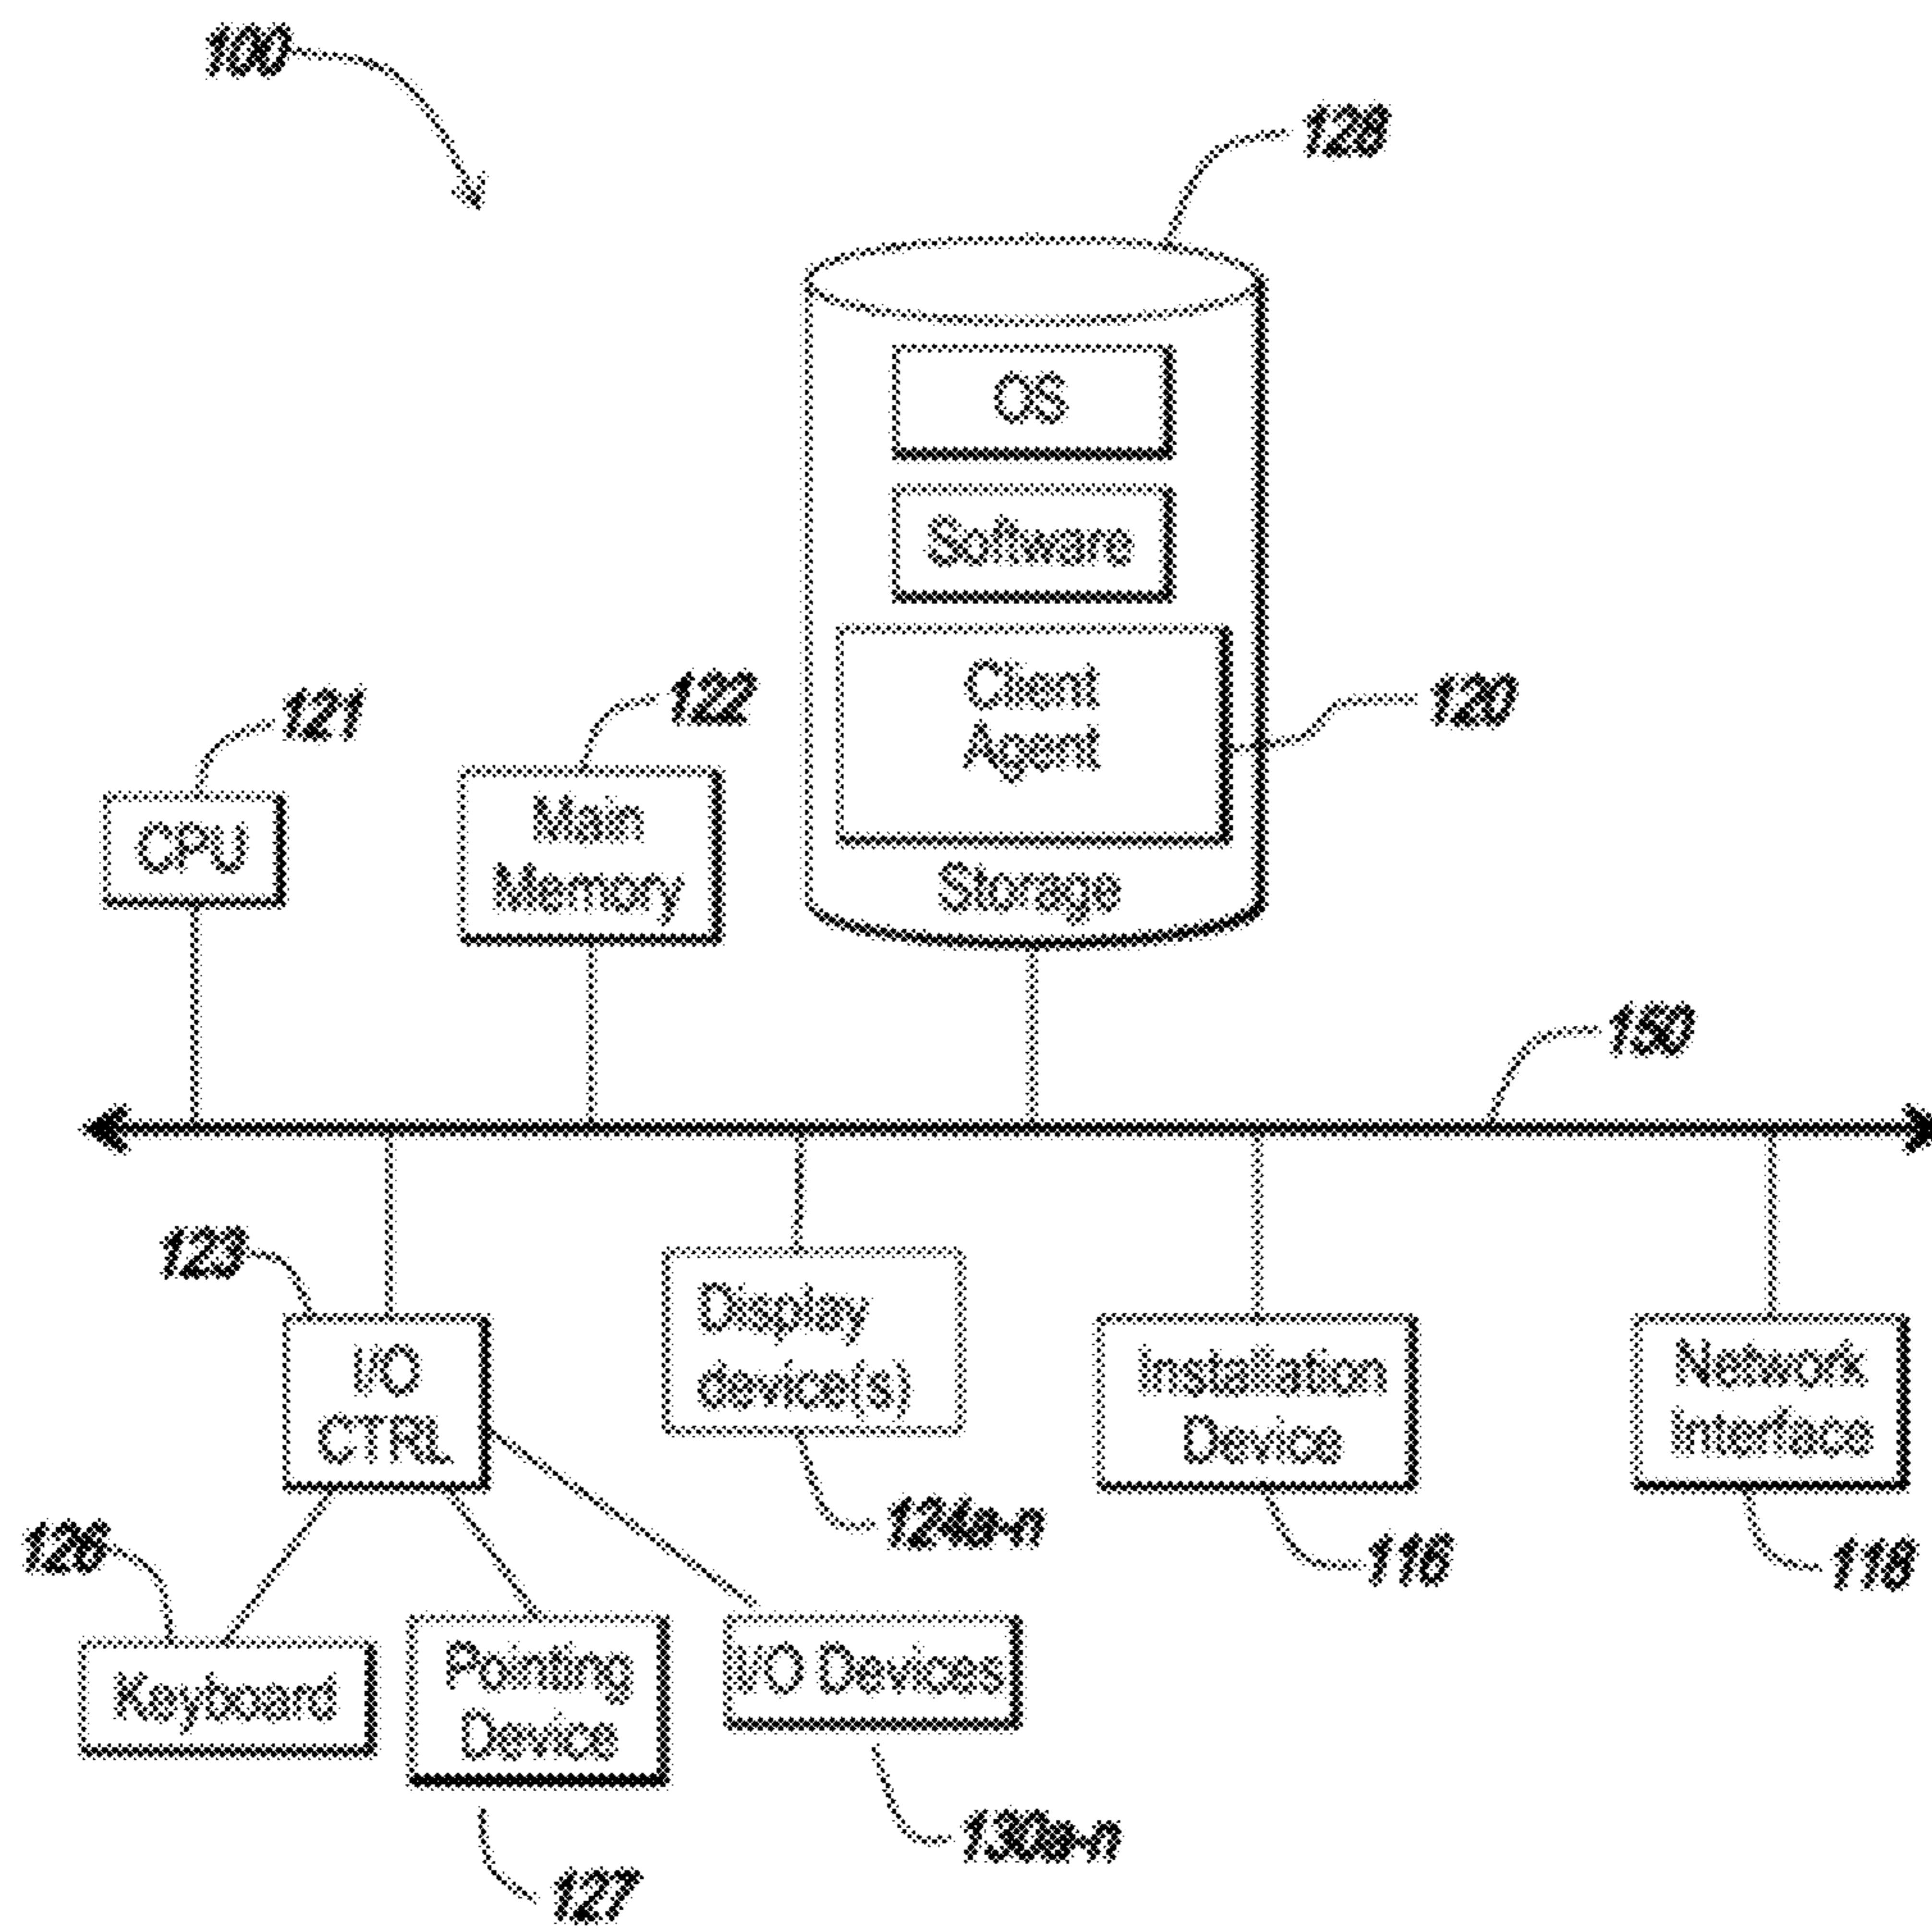 100
128
OS
Software
Client
Agent
120
Storage
121
122
CPU
Main
Memory
150
123
I/O
CTRL
Display
device(s)
Installation
Device
Network
Interface
124a-n
116
118
126
Keyboard
Pointing
Device
I/O Devices
130a-n
127